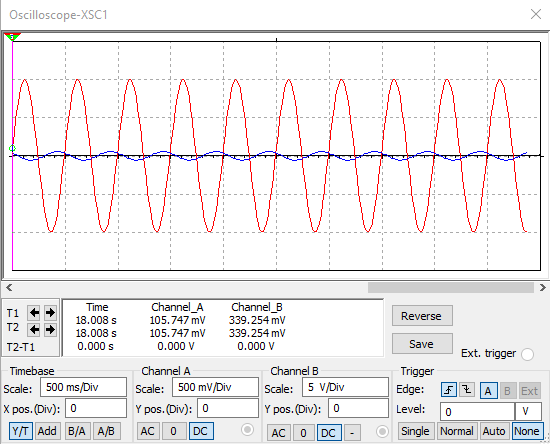 Oscilloscope-XSC1
T1
T2
T2-T1
Time Channel_A Channel_B
18.008 s 105.747 mV 339.254 mV
18.008 s 105.747 mV 339.254 mV
0.000 s 0.000 V 0.000 V
Reverse
Save
Ext. trigger
Timebase
Scale: 500 ms/Div
X pos.(Div): 0
Y/T Add B/A A/B
Channel A
Scale: 500 mV/Div
Y pos.(Div): 0
AC 0 DC
Channel B
Scale: 5 V/Div
Y pos.(Div): 0
AC 0 DC -
Trigger
Edge: A B Ext
Level: 0 V
Single Normal Auto None